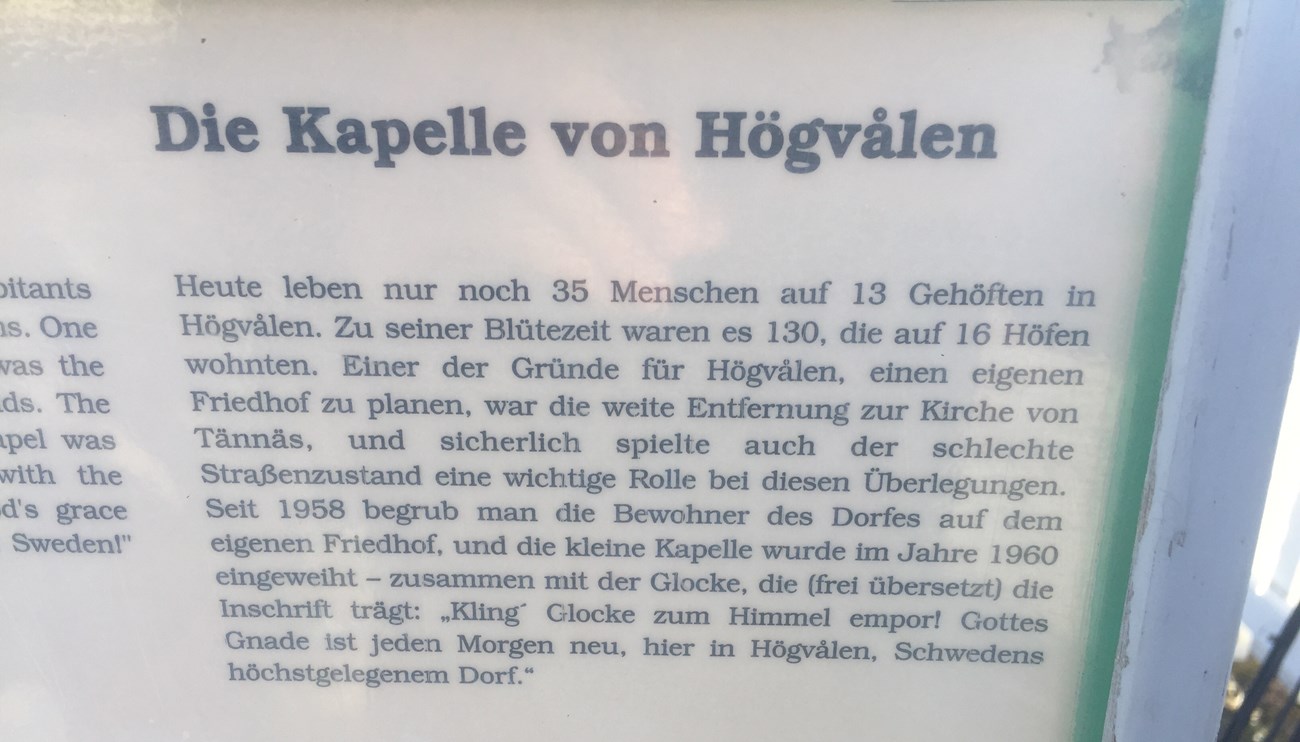 Die Kapelle von Högvålen
Heute leben nur noch 35 Menschen auf 13 Gehöften in
Högvålen. Zu seiner Blütezeit waren es 130, die auf 16 Höfen
wohnten. Einer der Gründe für Högvålen, einen eigenen
Friedhof zu planen, war die weite Entfernung zur Kirche von
Tännäs, und sicherlich spielte auch der schlechte
Straßenzustand eine wichtige Rolle bei diesen Überlegungen.
Seit 1958 begrub man die Bewohner des Dorfes auf dem
eigenen Friedhof, und die kleine Kapelle wurde im Jahre 1960
eingeweiht – zusammen mit der Glocke, die (frei übersetzt) die
Inschrift trägt: „Kling´ Glocke zum Himmel empor! Gottes
Gnade ist jeden Morgen neu, hier in Högvålen, Schwedens
höchstgelegenem Dorf.“
One
was the
The
was
with the
grace
Sweden!"